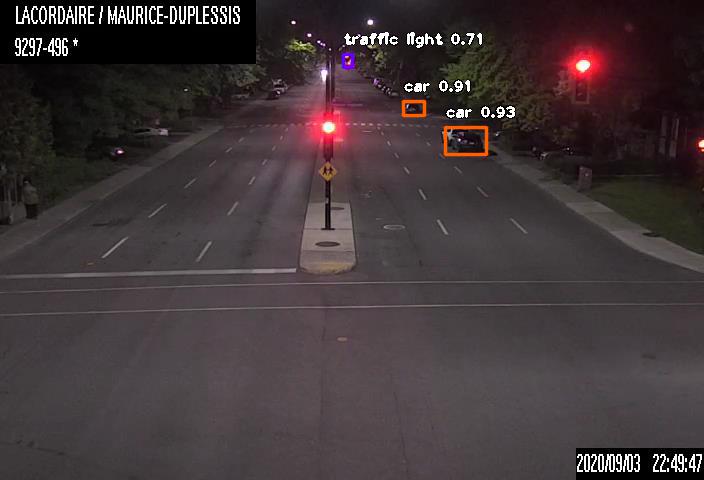 LACORDAIRE / MAURICE-DUPLESSIS
9297-496 *
traffic light 0.71
car 0.91
car 0.93
2020/09/03 22:49:47